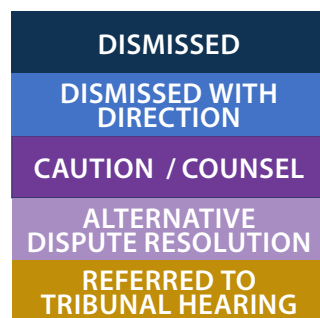 DISMISSED
DISMISSED WITH
DIRECTION
CAUTION / COUNSEL
ALTERNATIVE
DISPUTE RESOLUTION
REFERRED TO
TRIBUNAL HEARING